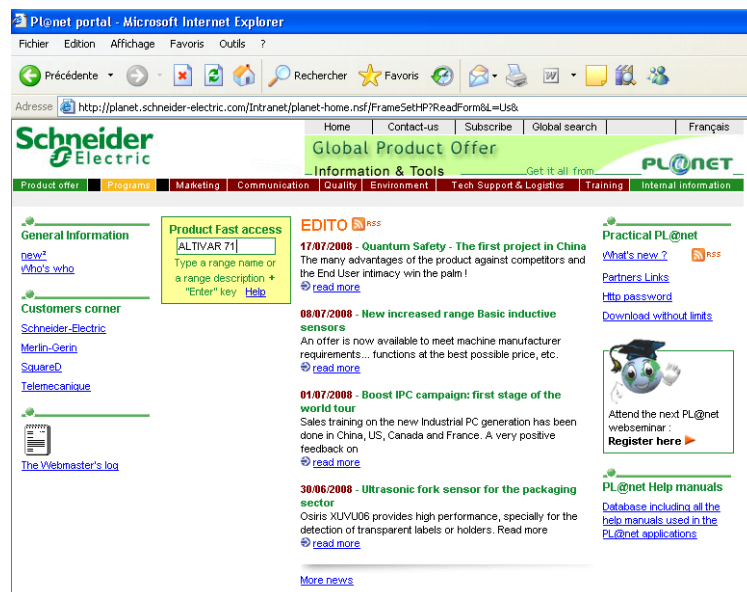 Pl@net portal - Microsoft Internet Explorer
Fichier Edition Affichage Favoris Outils ?
Précédente Rechercher Favoris
Adresse http://planet.schneider-electric.com/Intranet/planet-home.nsf/FrameSetHP?ReadForm&L=Us&
Schneider Electric
Home Contact-us Subscribe Global search Français
Global Product Offer
Information & Tools Get it all from PL@NET
Product offer Programs Marketing Communication Quality Environment Tech Support & Logistics Training Internal information
General Information
new²
Who's who
Customers corner
Schneider-Electric
Merlin-Gerin
SquareD
Telemecanique
The Webmaster's log
Product Fast access
ALTIVAR 71
Type a range name or
a range description +
"Enter" key Help
EDITO RSS
17/07/2008 - Quantum Safety - The first project in China
The many advantages of the product against competitors and
the End User intimacy win the palm !
read more
08/07/2008 - New increased range Basic inductive
sensors
An offer is now available to meet machine manufacturer
requirements... functions at the best possible price, etc.
read more
01/07/2008 - Boost IPC campaign: first stage of the
world tour
Sales training on the new Industrial PC generation has been
done in China, US, Canada and France. A very positive
feedback on
read more
30/06/2008 - Ultrasonic fork sensor for the packaging
sector
Osiris XUVU06 provides high performance, specially for the
detection of transparent labels or holders. Read more
read more
More news
Practical PL@net
What's new ? RSS
Partners Links
Http password
Download without limits
Attend the next PL@net
webseminar :
Register here
PL@net Help manuals
Database including all the
help manuals used in the
PL@net applications